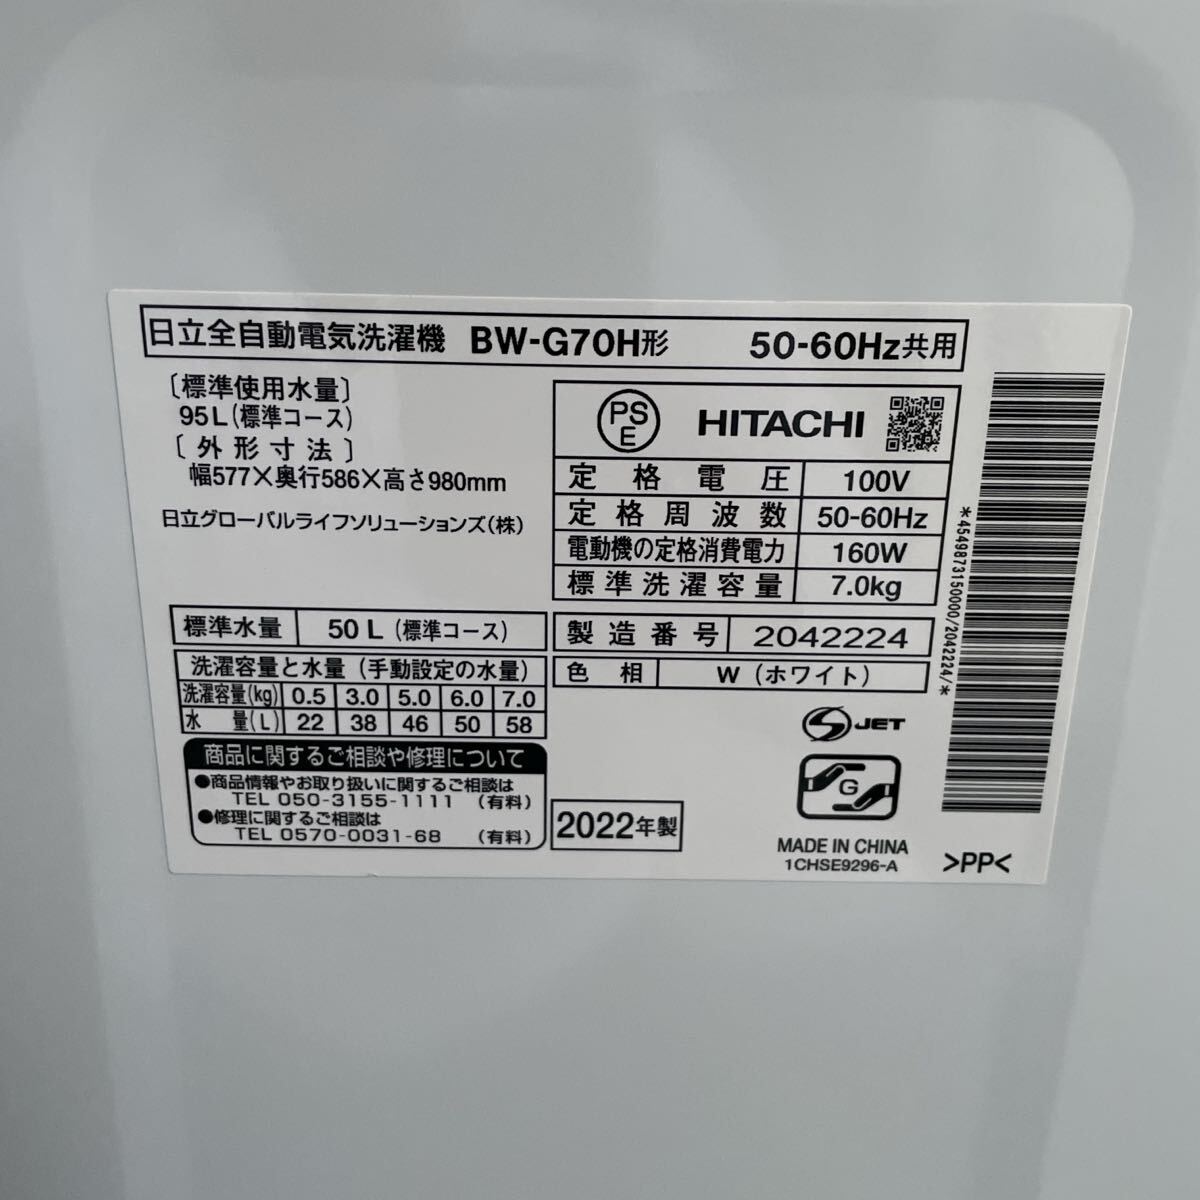 日立全自動電気洗濯機 BW-G70H形 50-60Hz共用
〔標準使用水量〕
95L(標準コース)
〔外形寸法〕
幅577×奥行586×高さ980mm
日立グローバルライフソリューションズ(株)
PS
E
HITACHI
定格電圧 100V
定格周波数 50-60Hz
電動機の定格消費電力 160W
標準洗濯容量 7.0kg
標準水量 50L(標準コース)
洗濯容量と水量(手動設定の水量)
洗濯容量(kg) 0.5 3.0 5.0 6.0 7.0
水量(L) 22 38 46 50 58
製造番号 2042224
色相 W(ホワイト)
商品に関するご相談や修理について
●商品情報やお取り扱いに関するご相談は
TEL 050-3155-1111 (有料)
●修理に関するご相談は
TEL 0570-0031-68 (有料)
2022年製
S JET
G
MADE IN CHINA
1CHSE9296-A
>PP<
*4549873150000/2042224/*